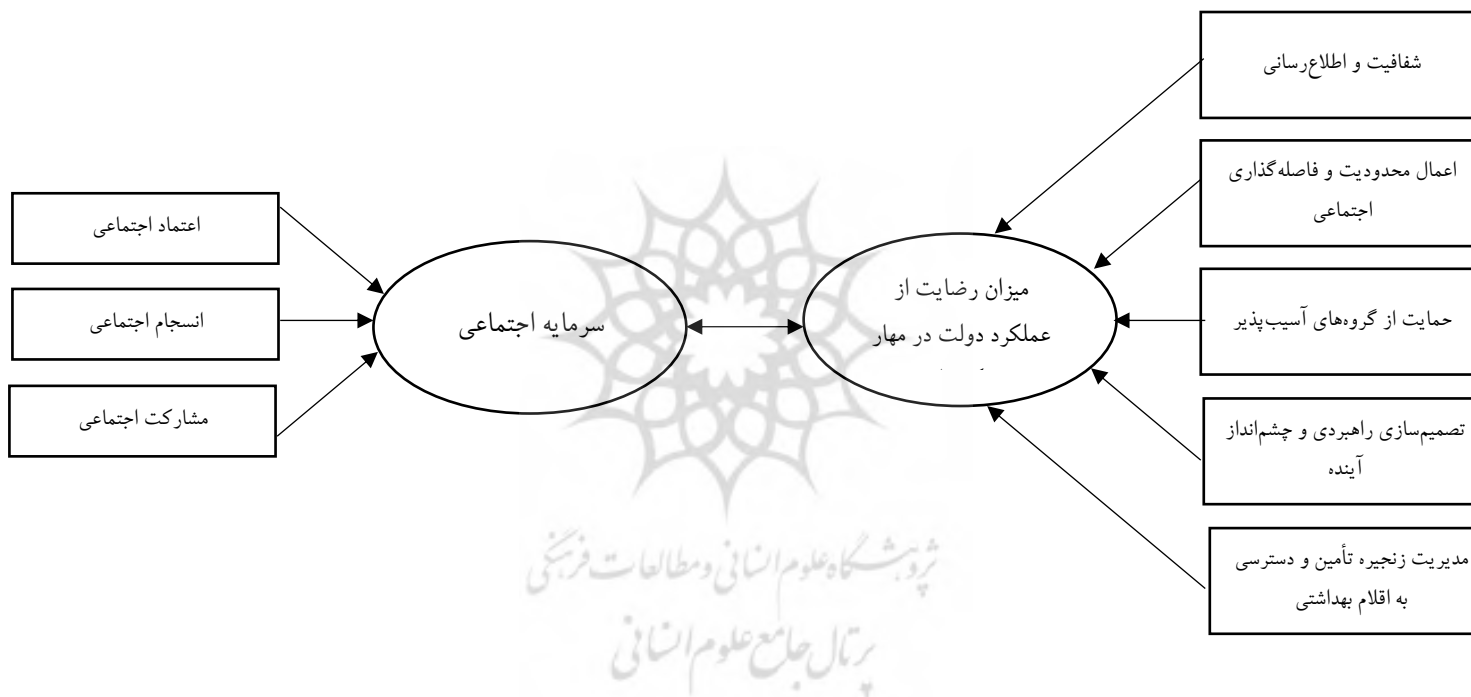 شفافیت و اطلاع‌رسانی
اعمال محدودیت و فاصله‌گذاری
اجتماعی
حمایت از گروه‌های آسیب‌پذیر
تصمیم‌سازی راهبردی و چشم‌انداز
آینده
مدیریت زنجیره تأمین و دسترسی
به اقلام بهداشتی
میزان رضایت از
عملکرد دولت در مهار
سرمایه اجتماعی
اعتماد اجتماعی
انسجام اجتماعی
مشارکت اجتماعی
پژوهشگاه علوم انسانی و مطالعات فرهنگی
پرتال جامع علوم انسانی